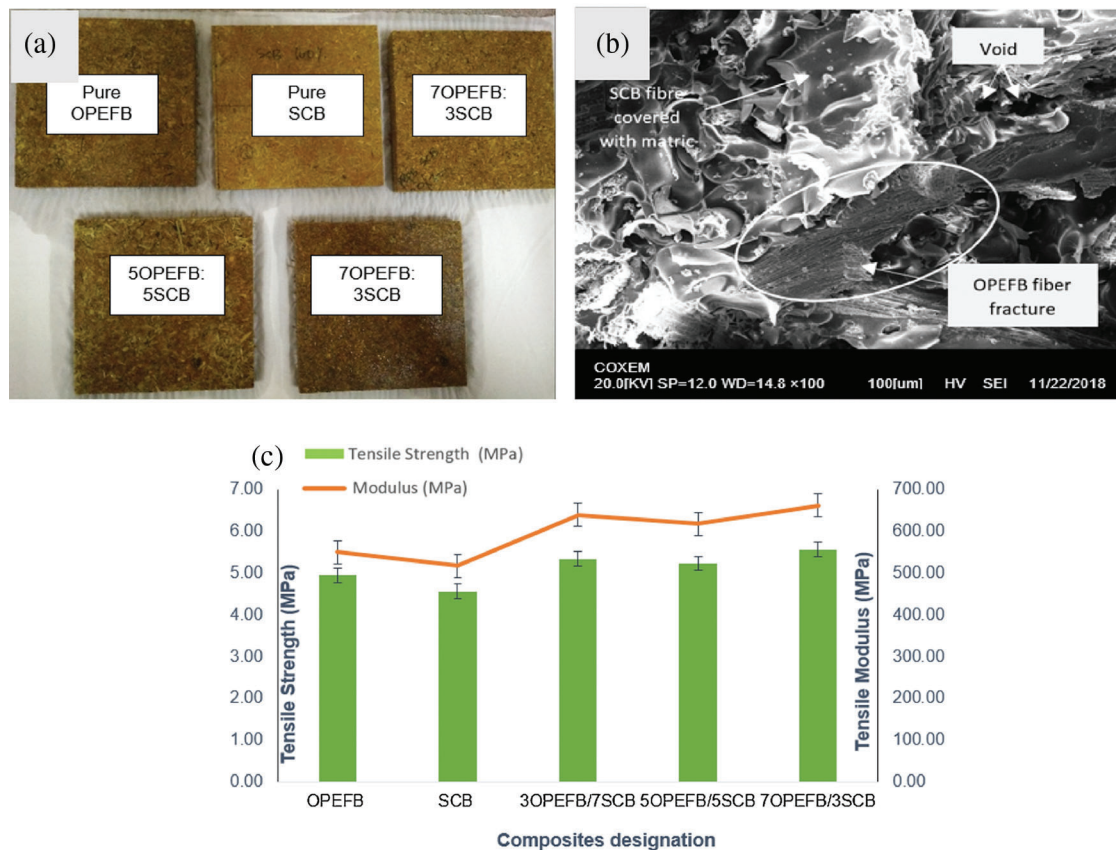 (a)
Pure
OPEFB
Pure
SCB
7OPEFB:
3SCB
5OPEFB:
5SCB
7OPEFB:
3SCB
(b)
Void
SCB fibre
covered
with matric
OPEFB fiber
fracture
COXEM
20.0[KV] SP=12.0 WD=14.8 ×100 100[um] HV SEI 11/22/2018
(c)
Tensile Strength (MPa)
Modulus (MPa)
7.00
6.00
5.00
4.00
3.00
2.00
1.00
0.00
Tensile Strength (MPa)
700.00
600.00
500.00
400.00
300.00
200.00
100.00
0.00
Tensile Modulus (MPa)
OPEFB SCB 3OPEFB/7SCB 5OPEFB/5SCB 7OPEFB/3SCB
Composites designation